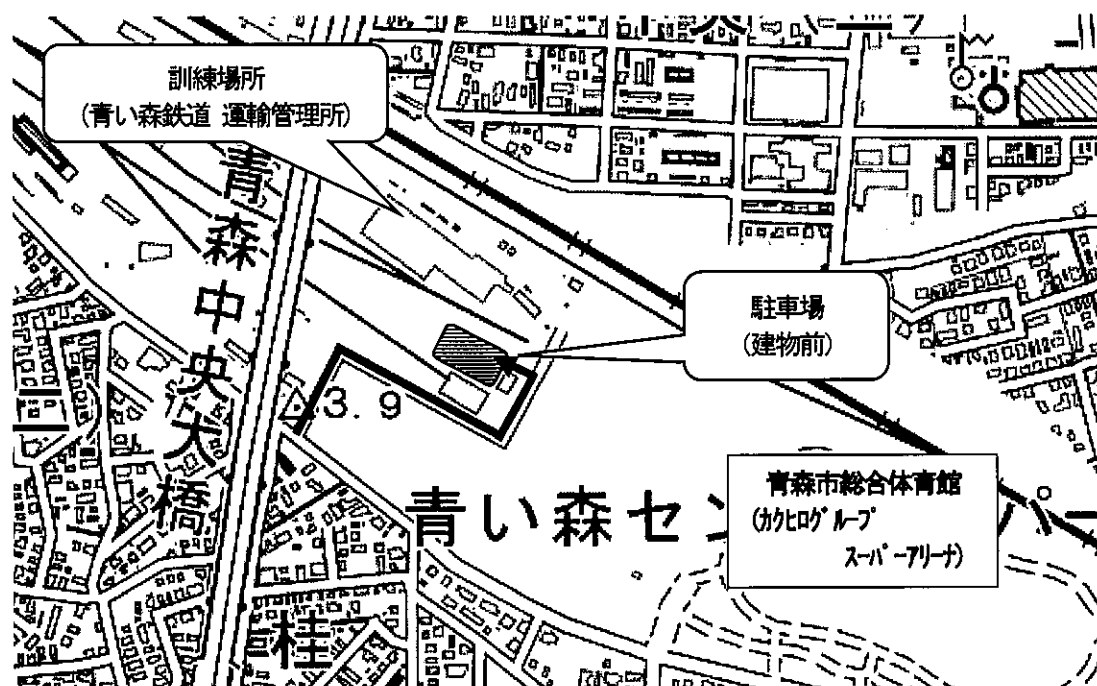 訓練場所
(青い森鉄道 運輸管理所)
青森中央大橋
駐車場
(建物前)
3.9
青い森セン
青森市総合体育館
(カクヒログループ
スーパーアリーナ)
桂